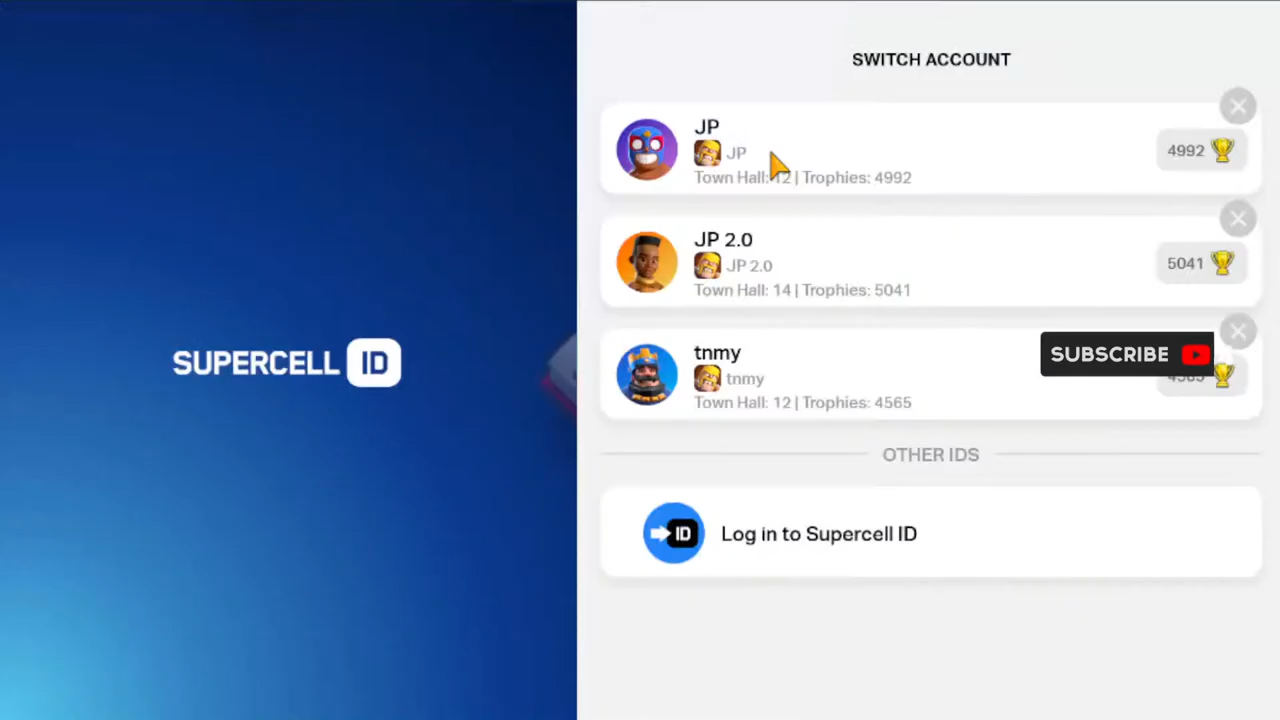 SWITCH ACCOUNT
JP
JP
Town Hall: 12 | Trophies: 4992
4992
JP 2.0
JP 2.0
Town Hall: 14 | Trophies: 5041
5041
SUPERCELL ID
tnmy
tnmy
Town Hall: 12 | Trophies: 4565
SUBSCRIBE
4565
OTHER IDS
ID
Log in to Supercell ID